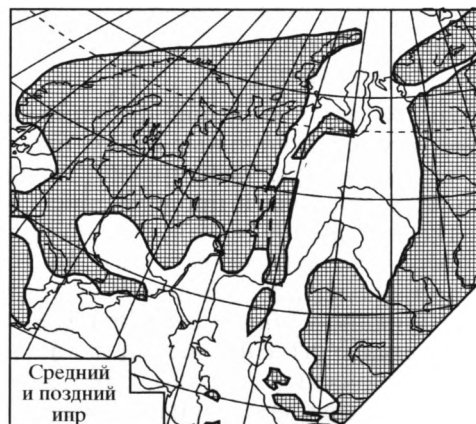 Средний
и поздний
ипр